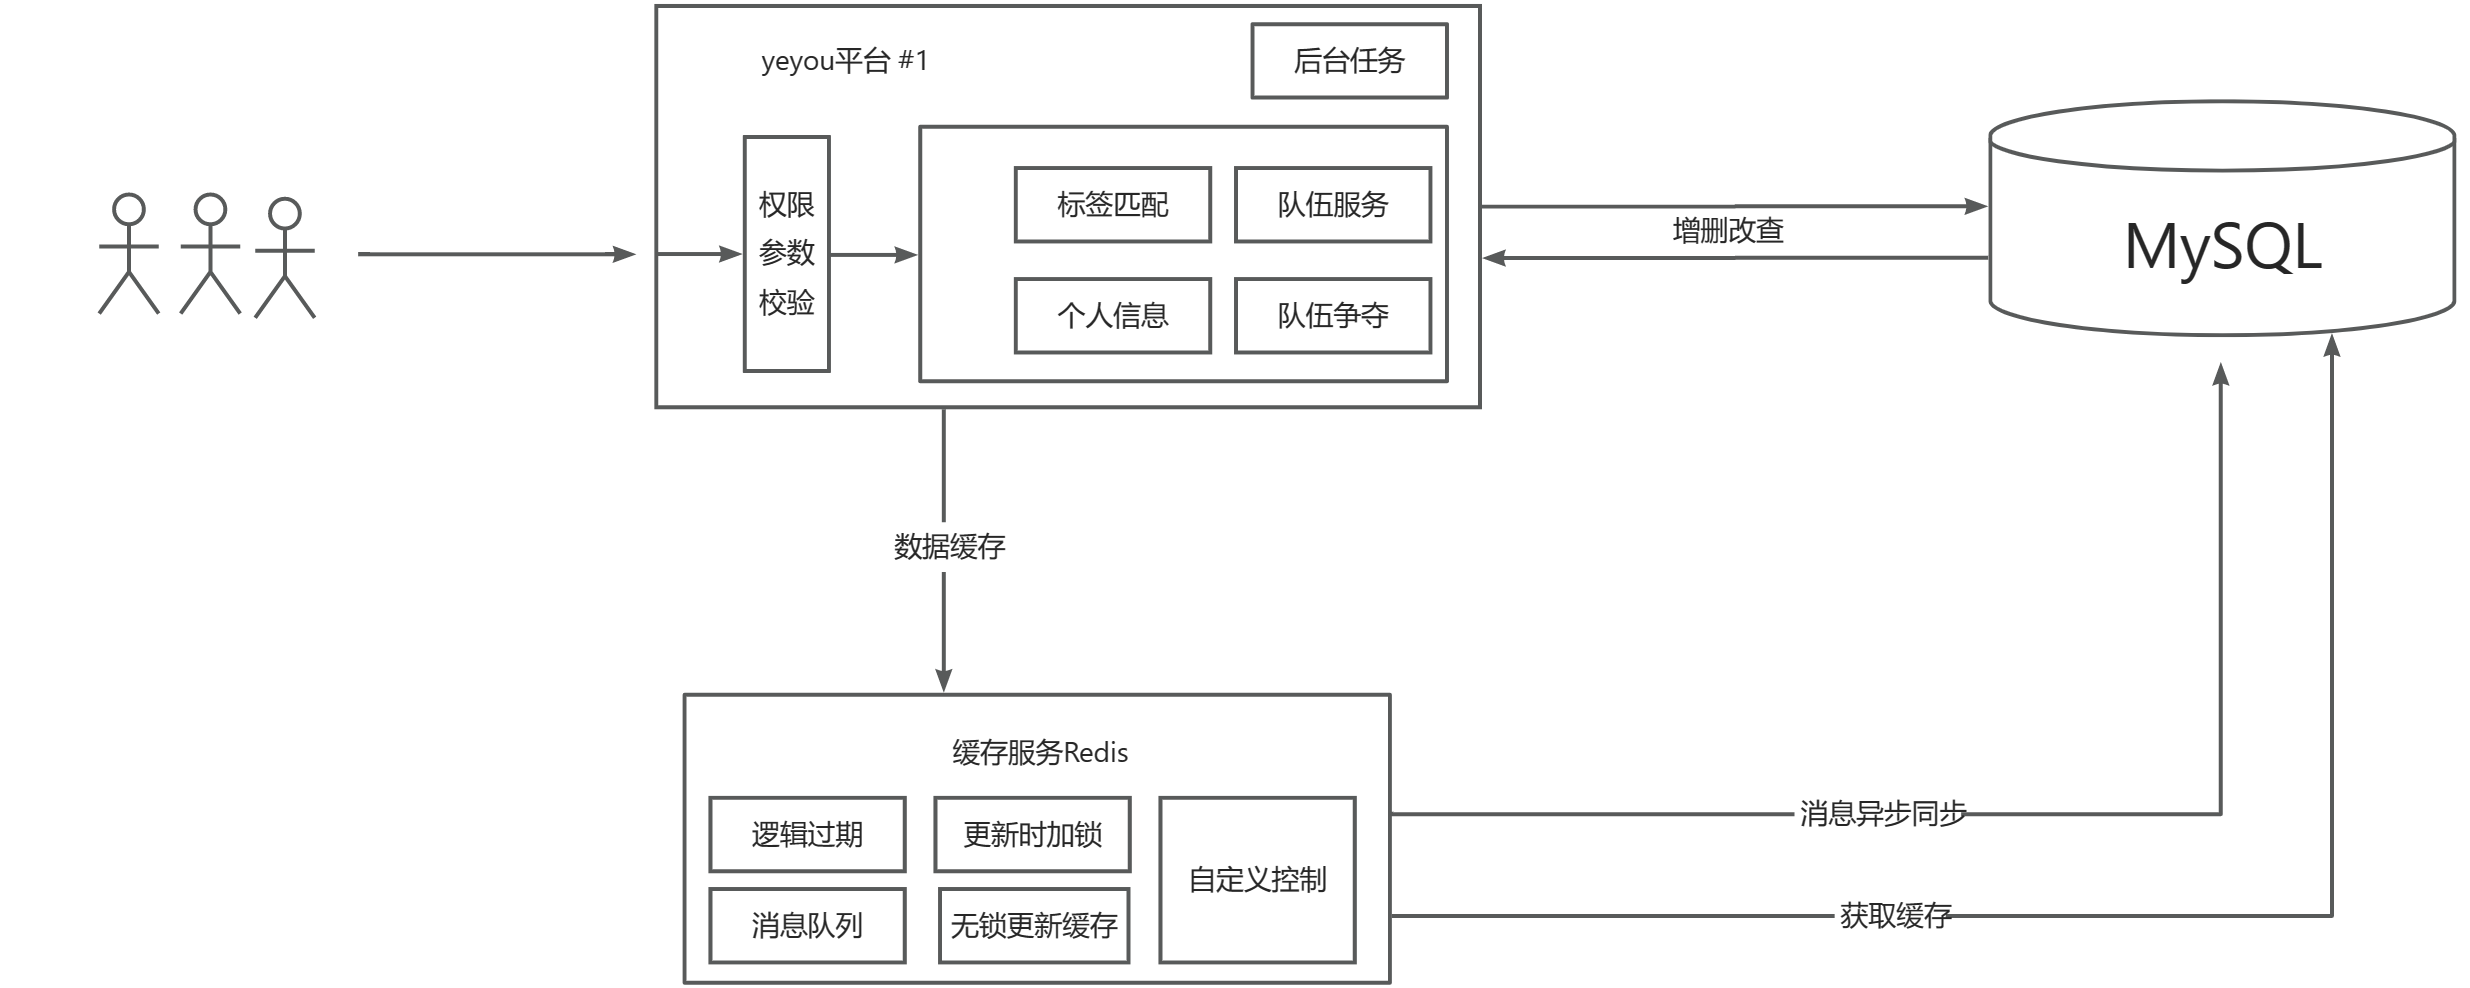 yeyou平台 #1
后台任务
权限
参数
校验
标签匹配
队伍服务
个人信息
队伍争夺
增删改查
MySQL
数据缓存
缓存服务Redis
逻辑过期
更新时加锁
自定义控制
消息队列
无锁更新缓存
消息异步同步
获取缓存